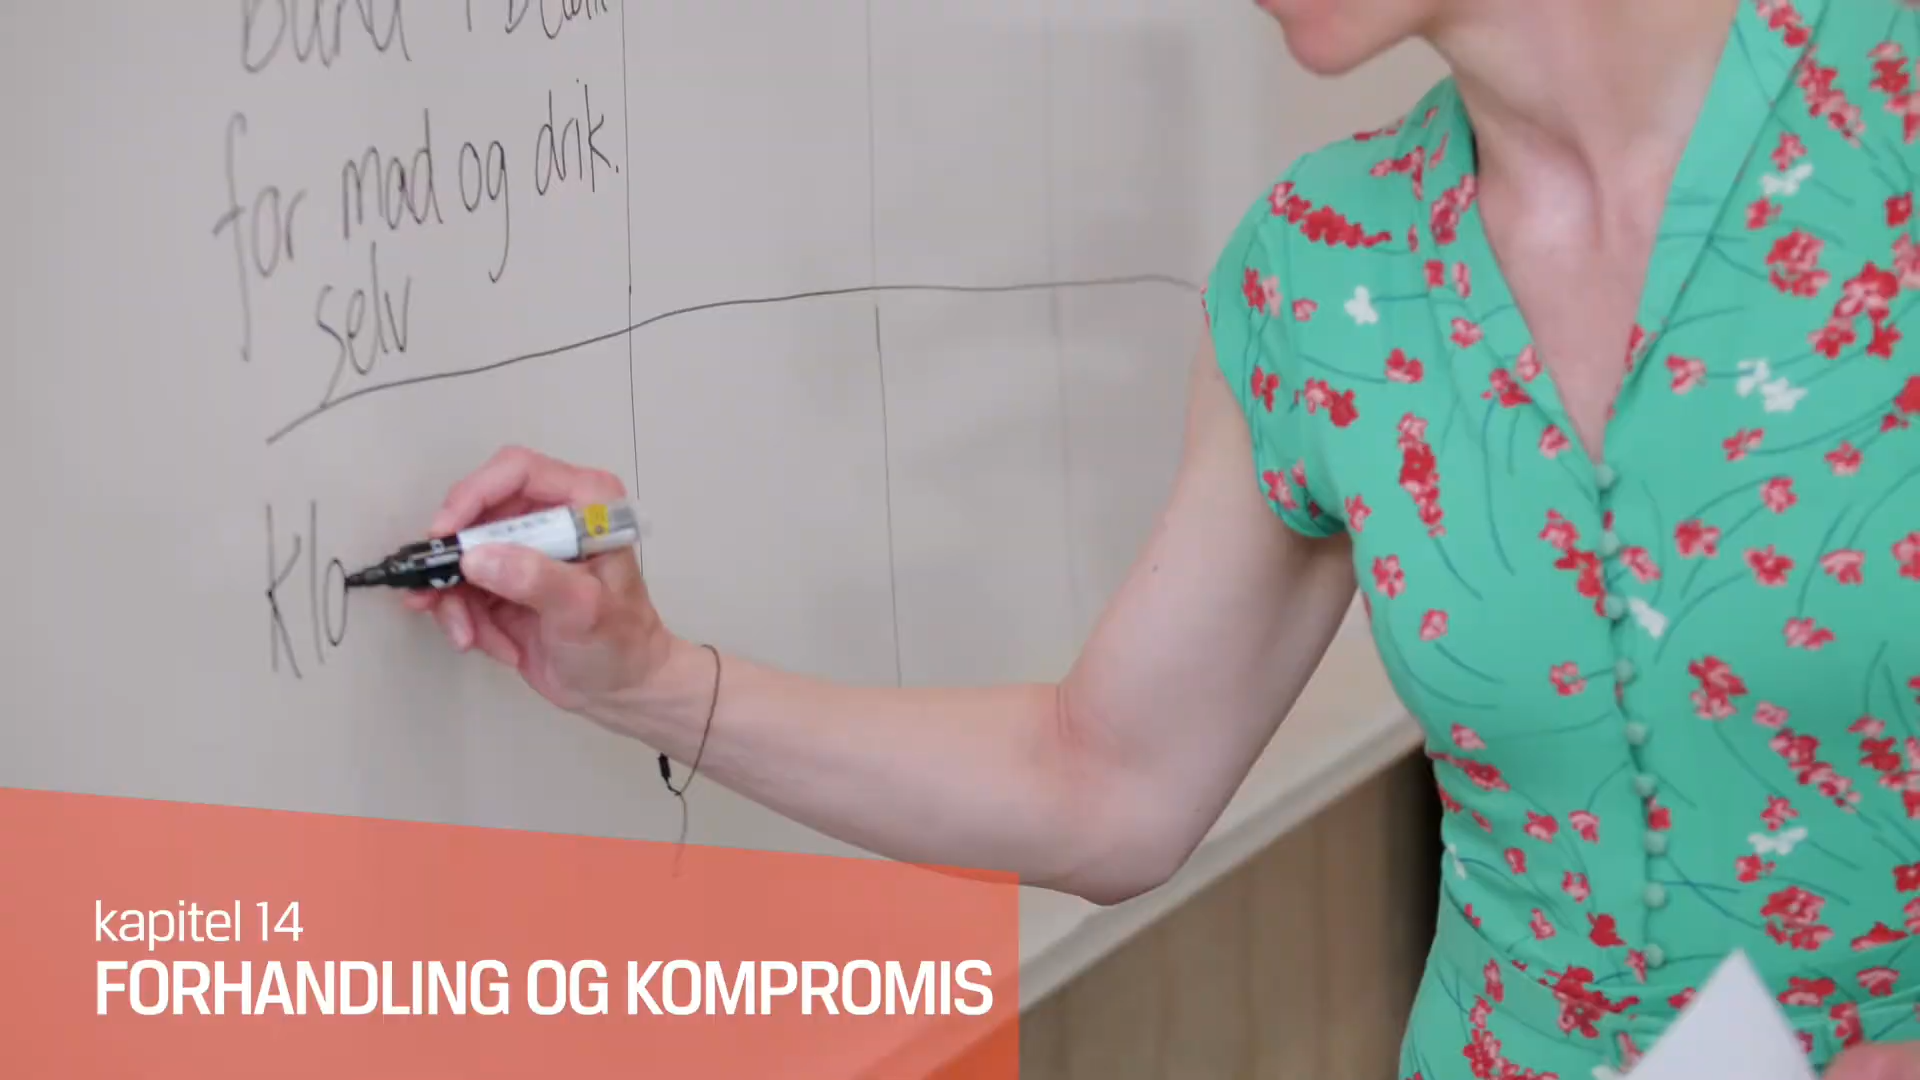 for mad og drik.
selv
klo
kapitel 14
FORHANDLING OG KOMPROMIS